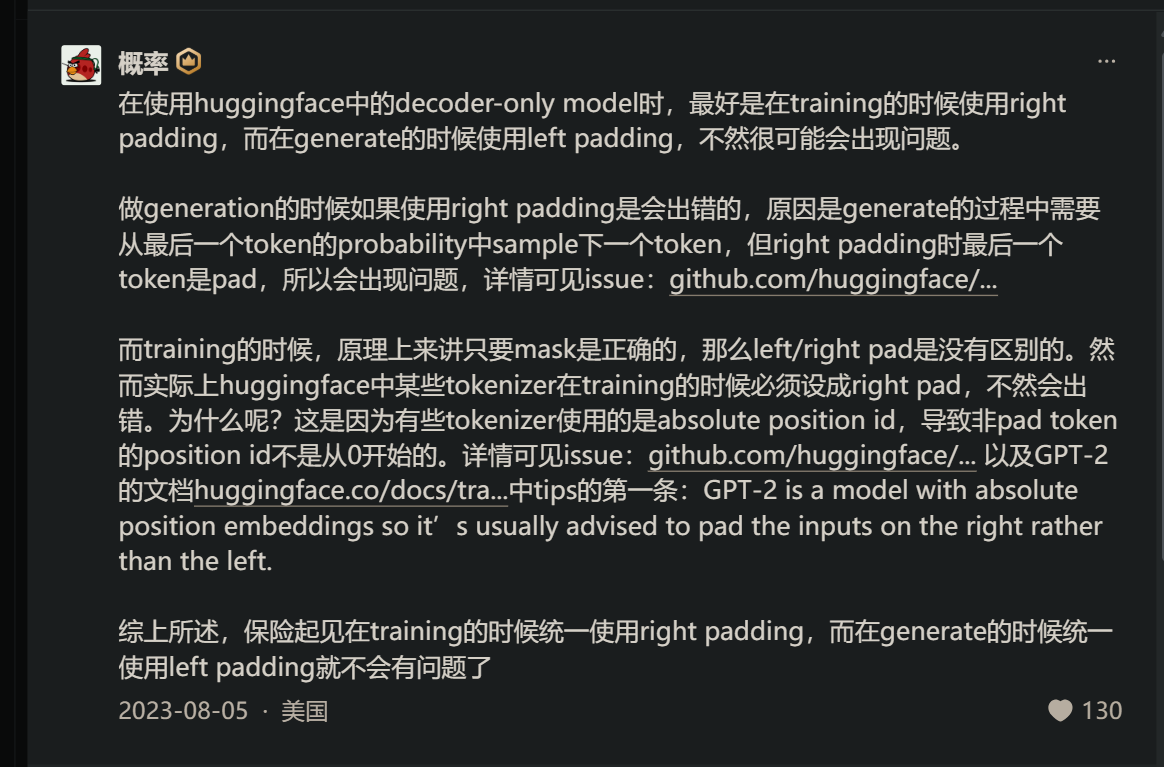 概率
在使用huggingface中的decoder-only model时，最好是在training的时候使用right
padding，而在generate的时候使用left padding，不然很可能会出现问题。
做generation的时候如果使用right padding是会出错的，原因是generate的过程中需要
从最后一个token的probability中sample下一个token，但right padding时最后一个
token是pad，所以会出现问题，详情可见issue：github.com/huggingface/...
而training的时候，原理上来讲只要mask是正确的，那么left/right pad是没有区别的。然
而实际上huggingface中某些tokenizer在training的时候必须设成right pad，不然会出
错。为什么呢？这是因为有些tokenizer使用的是absolute position id，导致非pad token
的position id不是从0开始的。详情可见issue：github.com/huggingface/... 以及GPT-2
的文档huggingface.co/docs/tra...中tips的第一条：GPT-2 is a model with absolute
position embeddings so it’s usually advised to pad the inputs on the right rather
than the left.
综上所述，保险起见在training的时候统一使用right padding，而在generate的时候统一
使用left padding就不会有问题了
2023-08-05 · 美国
130